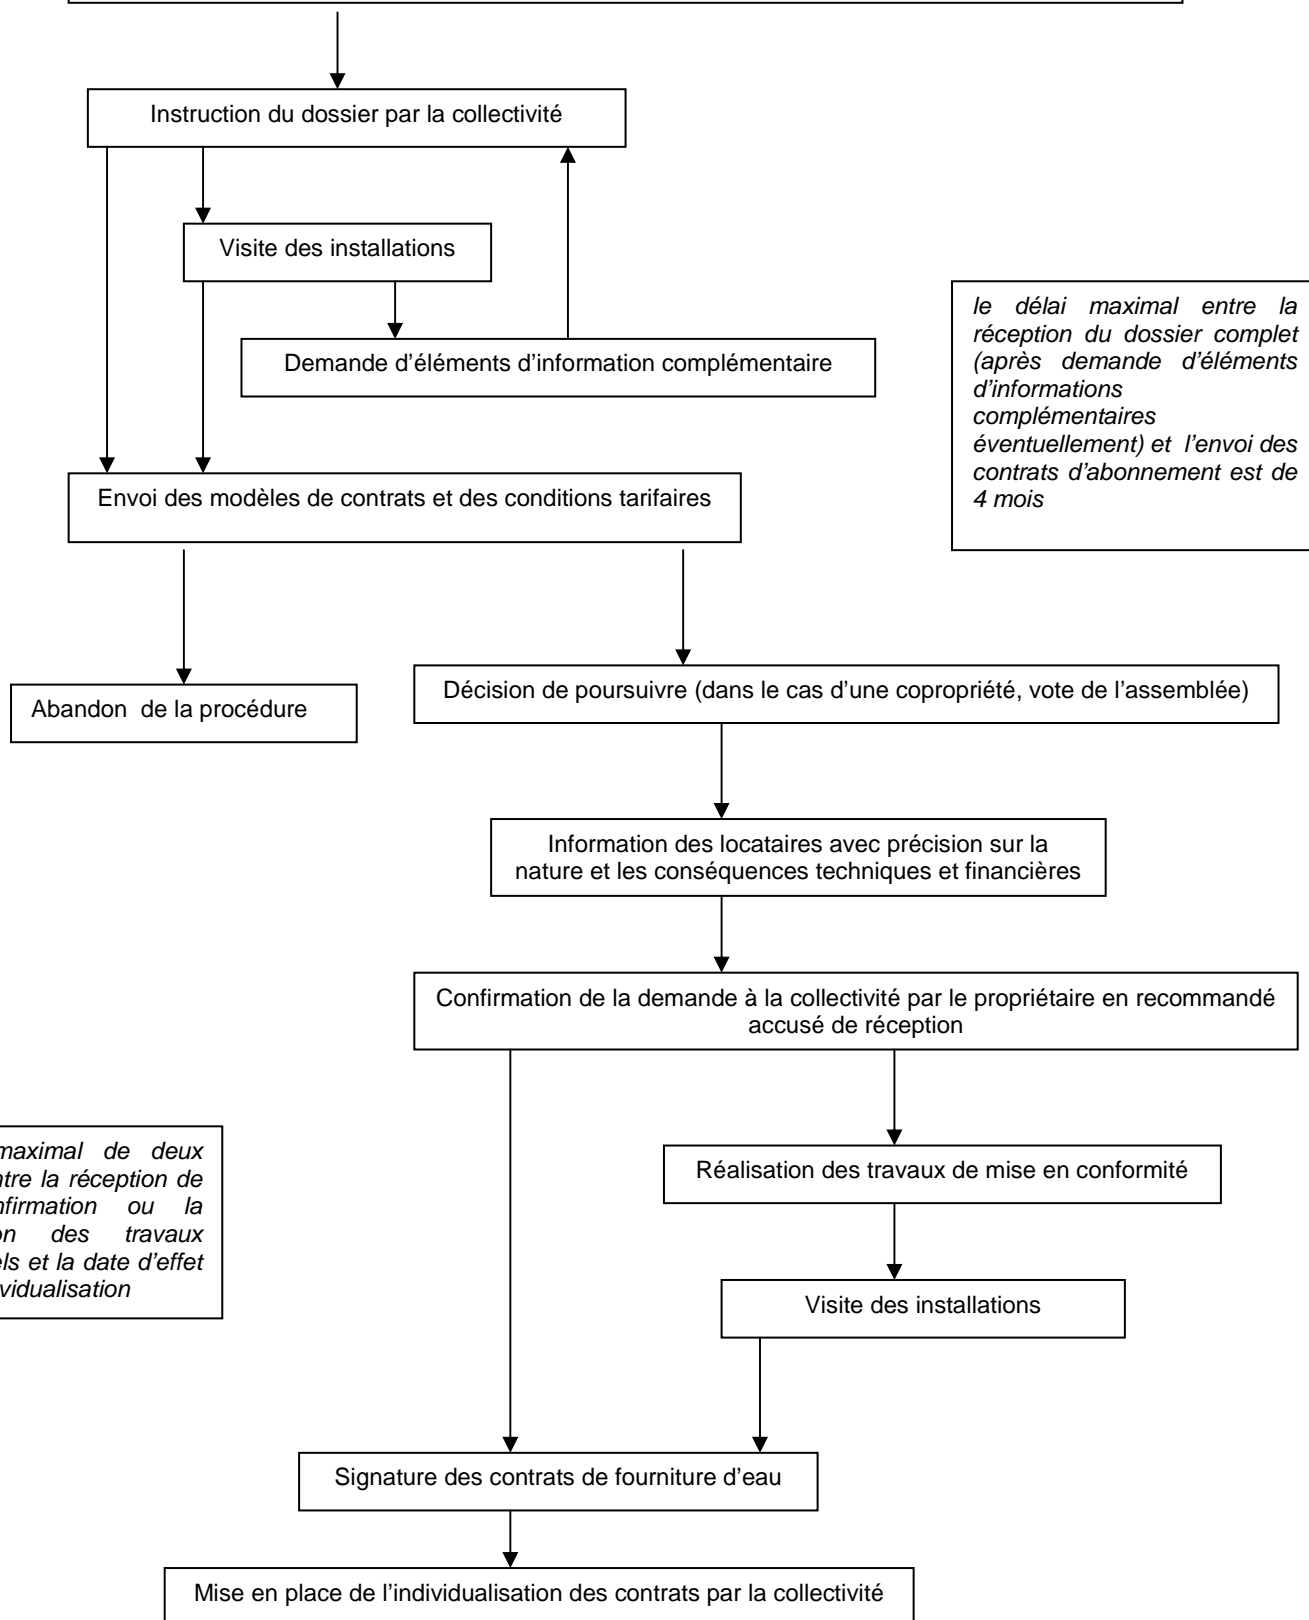 Instruction du dossier par la collectivité
Visite des installations
Demande d'éléments d'information complémentaire
le délai maximal entre la
réception du dossier complet
(après demande d'éléments
d'informations
complémentaires
éventuellement) et l'envoi des
contrats d'abonnement est de
4 mois
Envoi des modèles de contrats et des conditions tarifaires
Abandon de la procédure
Décision de poursuivre (dans le cas d'une copropriété, vote de l'assemblée)
Information des locataires avec précision sur la
nature et les conséquences techniques et financières
Confirmation de la demande à la collectivité par le propriétaire en recommandé
accusé de réception
maximal de deux
la réception de
ou la
des travaux
et la date d'effet
Réalisation des travaux de mise en conformité
Visite des installations
Signature des contrats de fourniture d'eau
Mise en place de l'individualisation des contrats par la collectivité